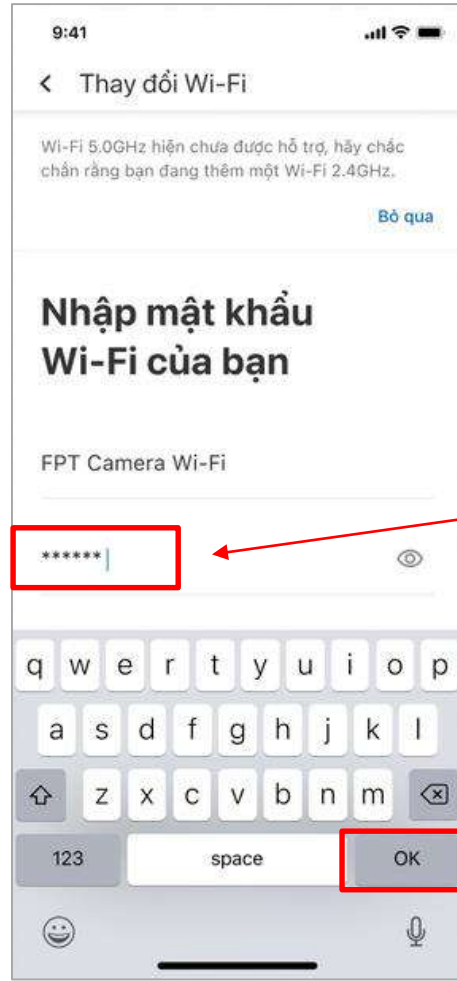 9:41
Thay đổi Wi-Fi
Wi-Fi 5.0GHz hiện chưa được hỗ trợ, hãy chắc
chắn rằng bạn đang thêm một Wi-Fi 2.4GHz.
Bỏ qua
Nhập mật khẩu
Wi-Fi của bạn
FPT Camera Wi-Fi
******
q w e r t y u i o p
a s d f g h j k l
z x c v b n m
123 space OK